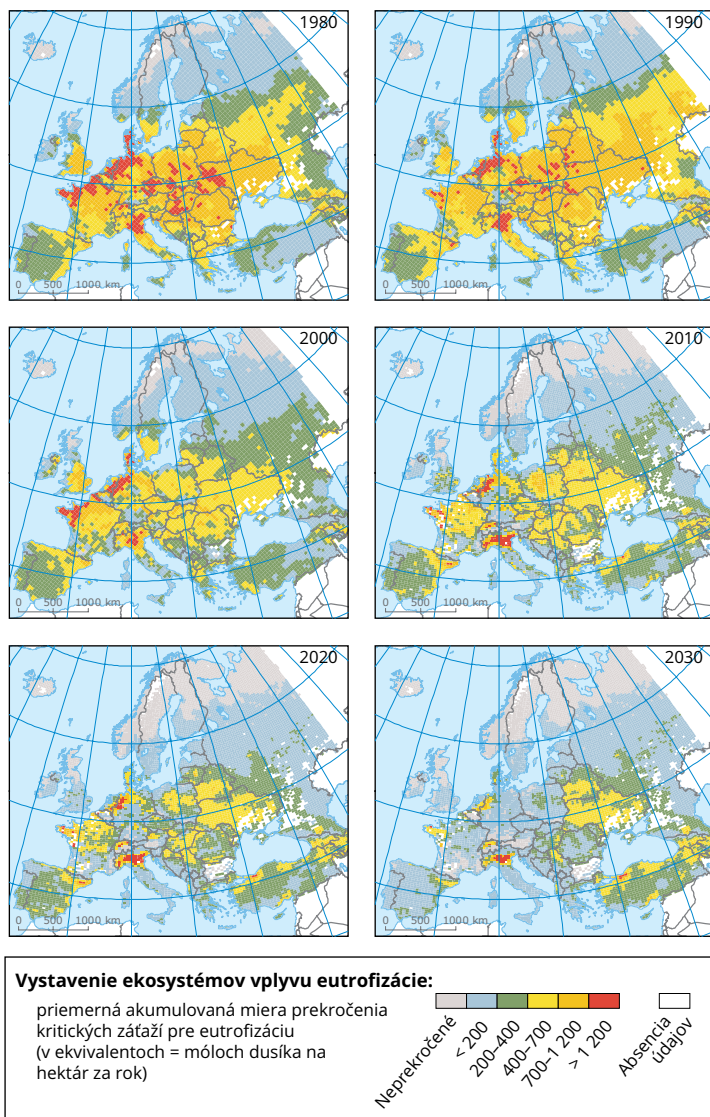 1980
0 500 1000 km
1990
0 500 1000 km
2000
0 500 1000 km
2010
0 500 1000 km
2020
0 500 1000 km
2030
0 500 1000 km
Vystavenie ekosystémov vplyvu eutrofizácie:
priemerná akumulovaná miera prekročenia
kritických záťaží pre eutrofizáciu
(v ekvivalentoch = móloch dusíka na
hektár za rok)
Neprekročené
< 200
200–400
400–700
700–1 200
> 1 200
Absencia
údajov